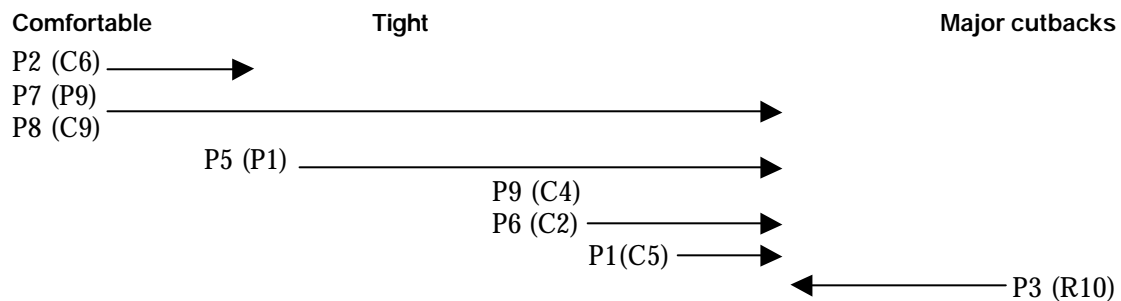 Comfortable Tight Major cutbacks
P2 (C6)
P7 (P9)
P8 (C9)
P5 (P1)
P9 (C4)
P6 (C2)
P1(C5)
P3 (R10)